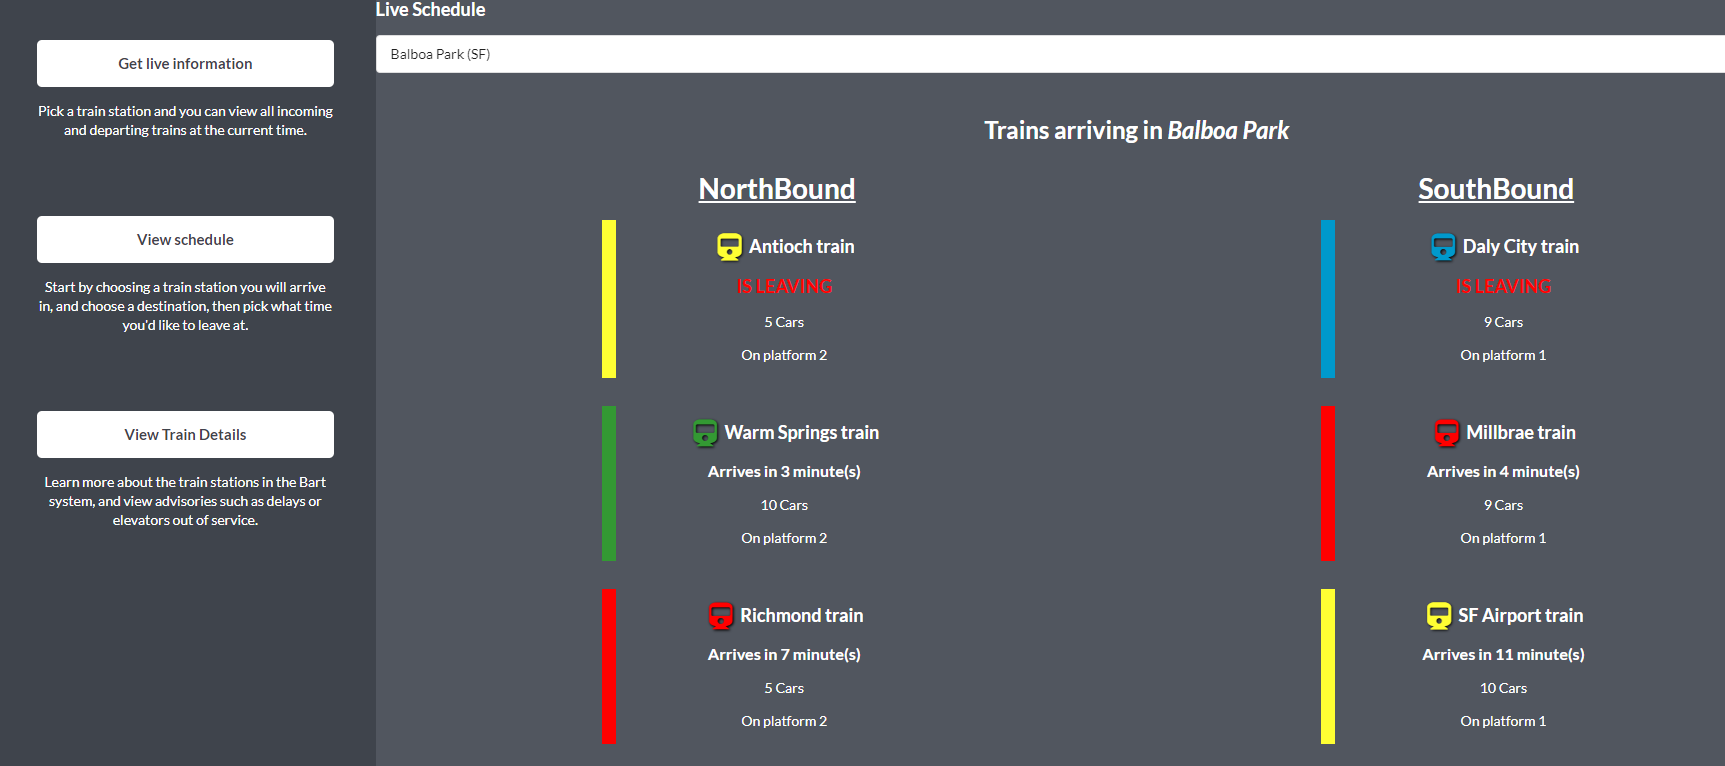 Live Schedule
Get live information
Pick a train station and you can view all incoming
and departing trains at the current time.
View schedule
Start by choosing a train station you will arrive
in, and choose a destination, then pick what time
you'd like to leave at.
View Train Details
Learn more about the train stations in the Bart
system, and view advisories such as delays or
elevators out of service.
Balboa Park (SF)
Trains arriving in Balboa Park
NorthBound
Antioch train
IS LEAVING
5 Cars
On platform 2
Warm Springs train
Arrives in 3 minute(s)
10 Cars
On platform 2
Richmond train
Arrives in 7 minute(s)
5 Cars
On platform 2
SouthBound
Daly City train
IS LEAVING
9 Cars
On platform 1
Millbrae train
Arrives in 4 minute(s)
9 Cars
On platform 1
SF Airport train
Arrives in 11 minute(s)
10 Cars
On platform 1